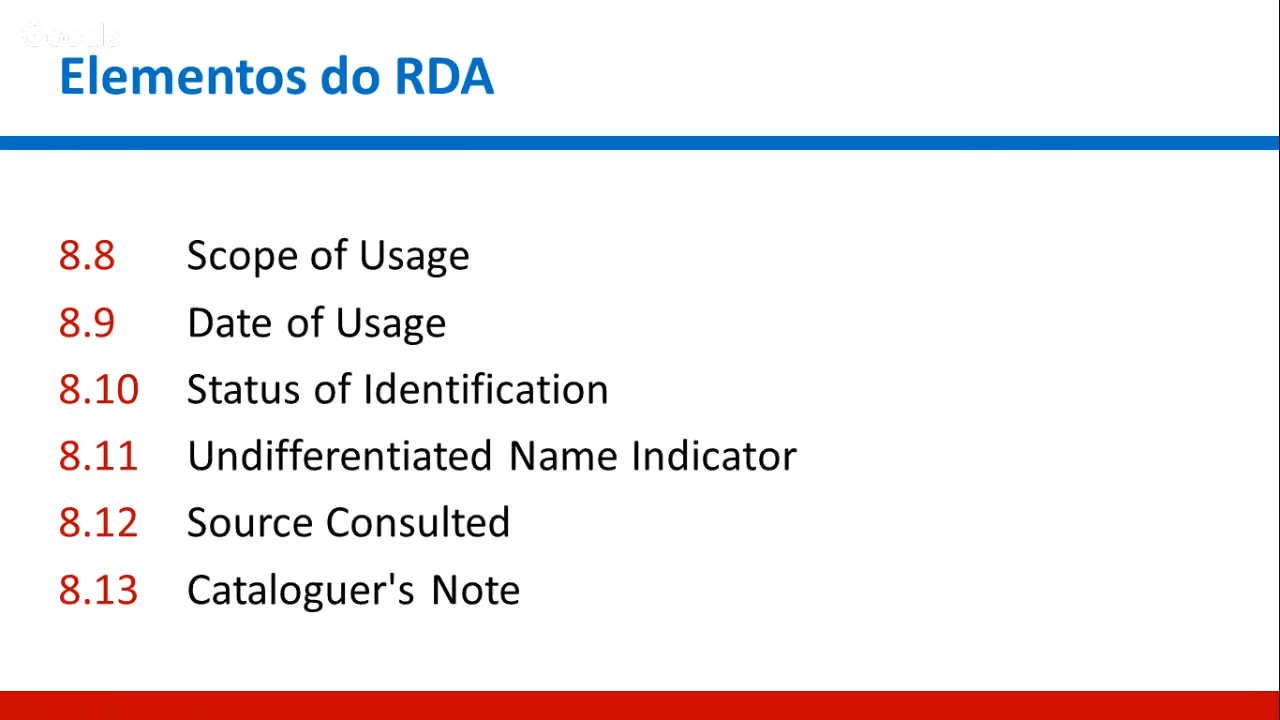 Google
Elementos do RDA
8.8 Scope of Usage
8.9 Date of Usage
8.10 Status of Identification
8.11 Undifferentiated Name Indicator
8.12 Source Consulted
8.13 Cataloguer's Note